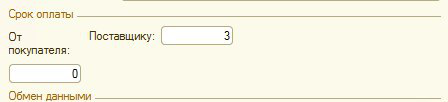 Срок оплаты
От покупателя:
Поставщику: 3
0
Обмен данными